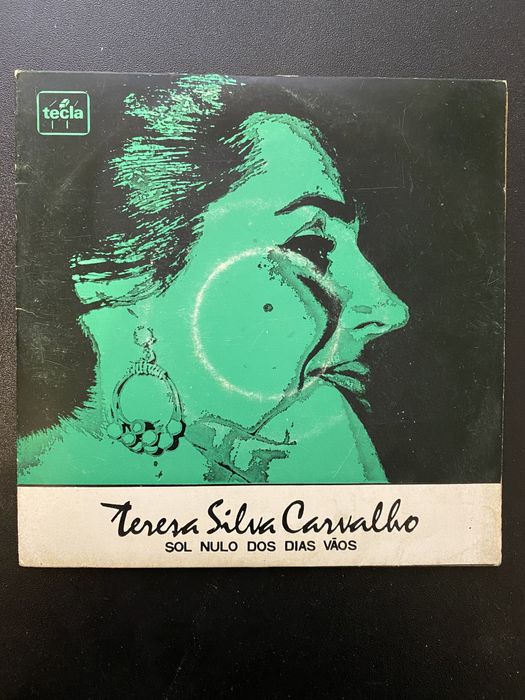 tecla
Teresa Silva Carvalho
SOL NULO DOS DIAS VÃOS